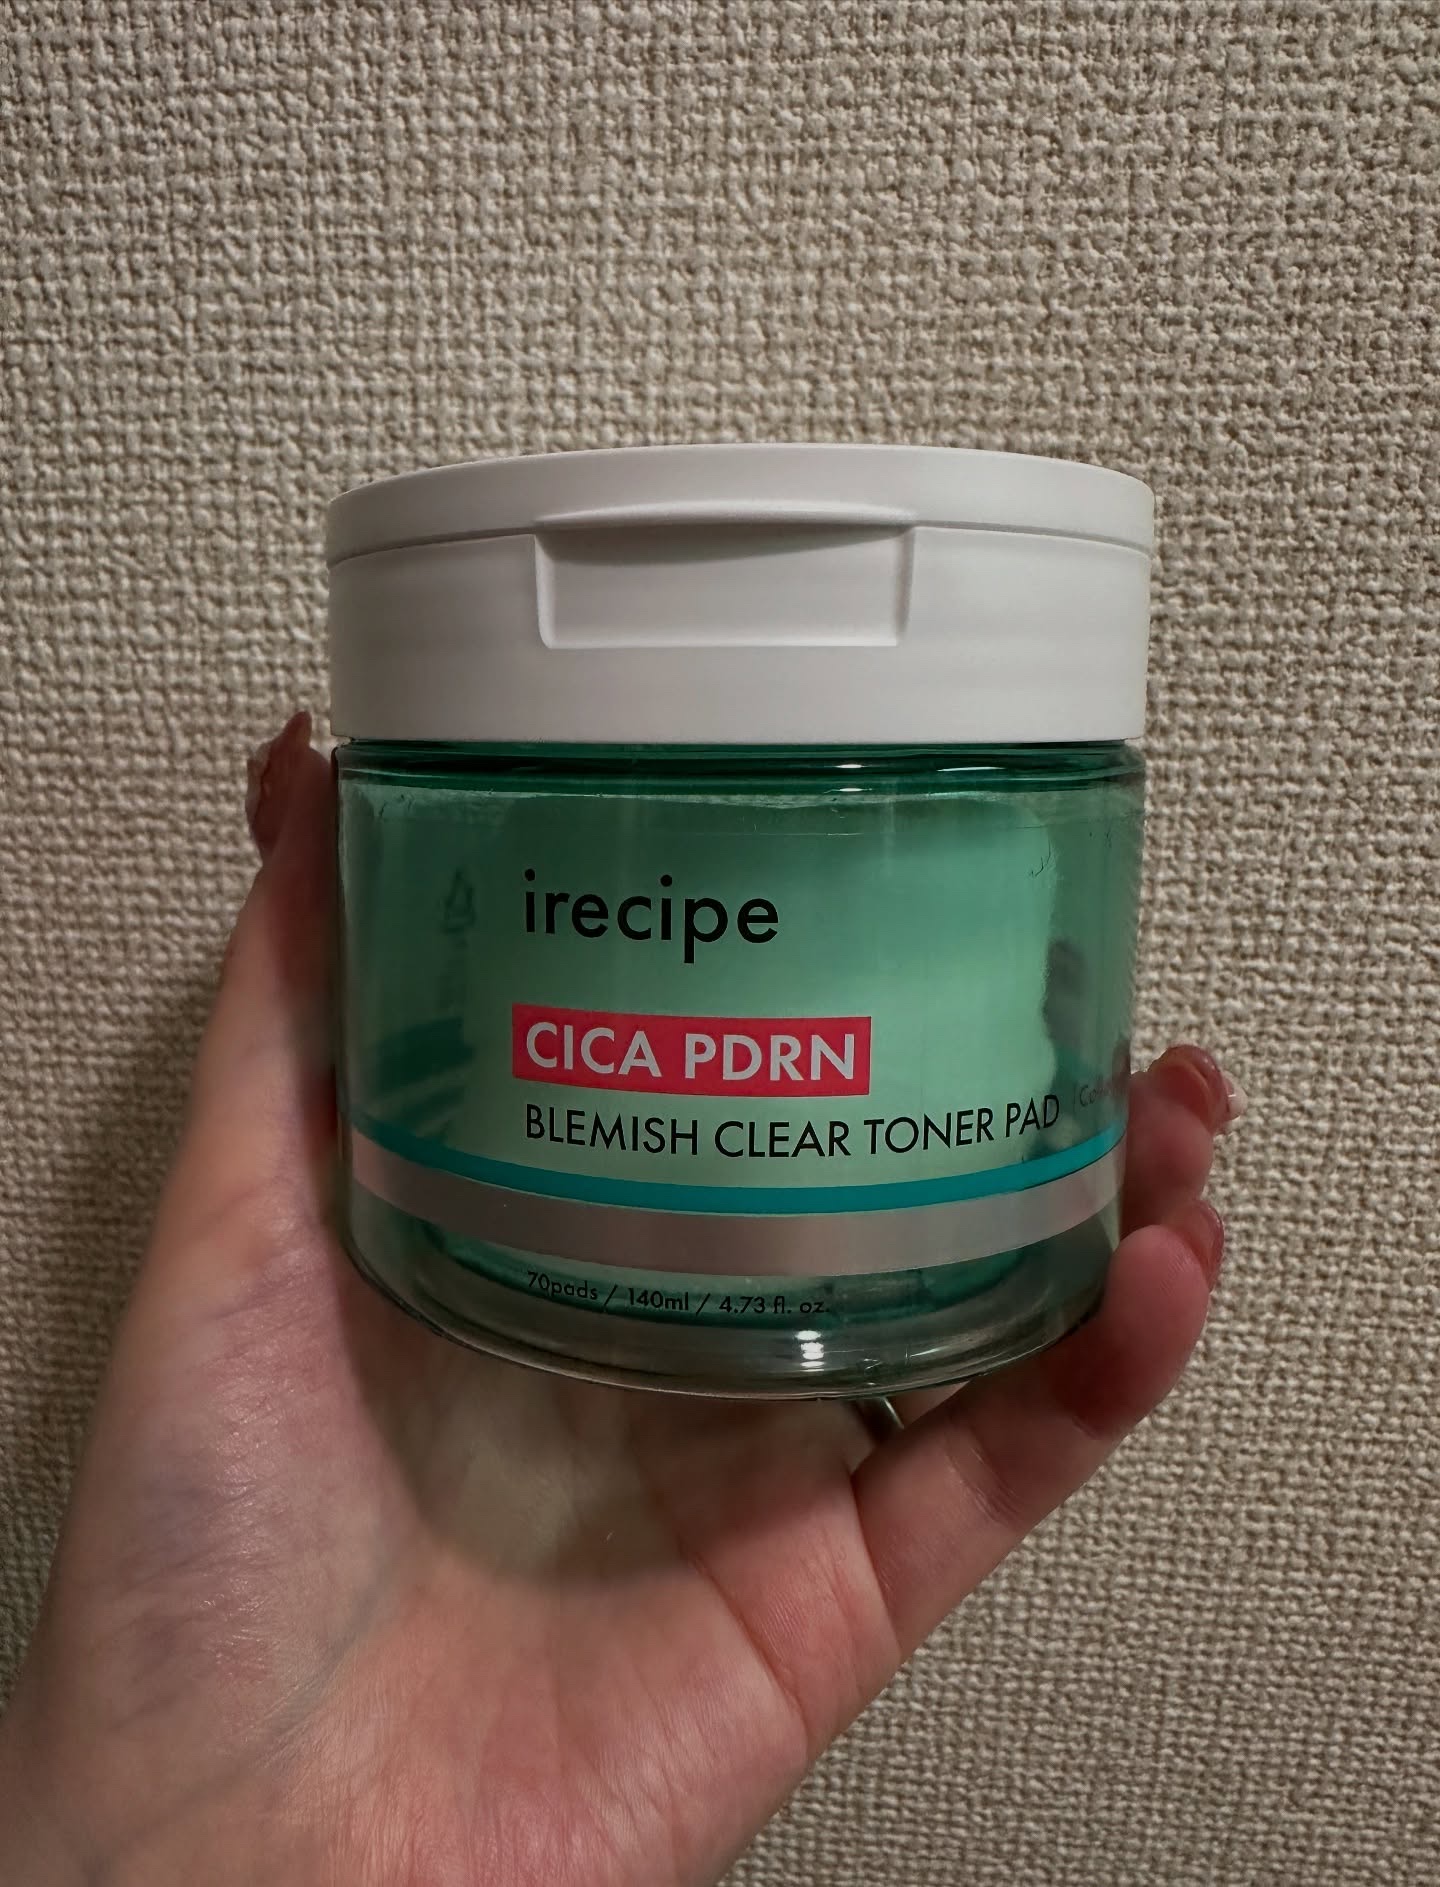 irecipe
CICA PDRN
BLEMISH CLEAR TONER PAD
70pads / 140ml / 4.73 fl. oz.